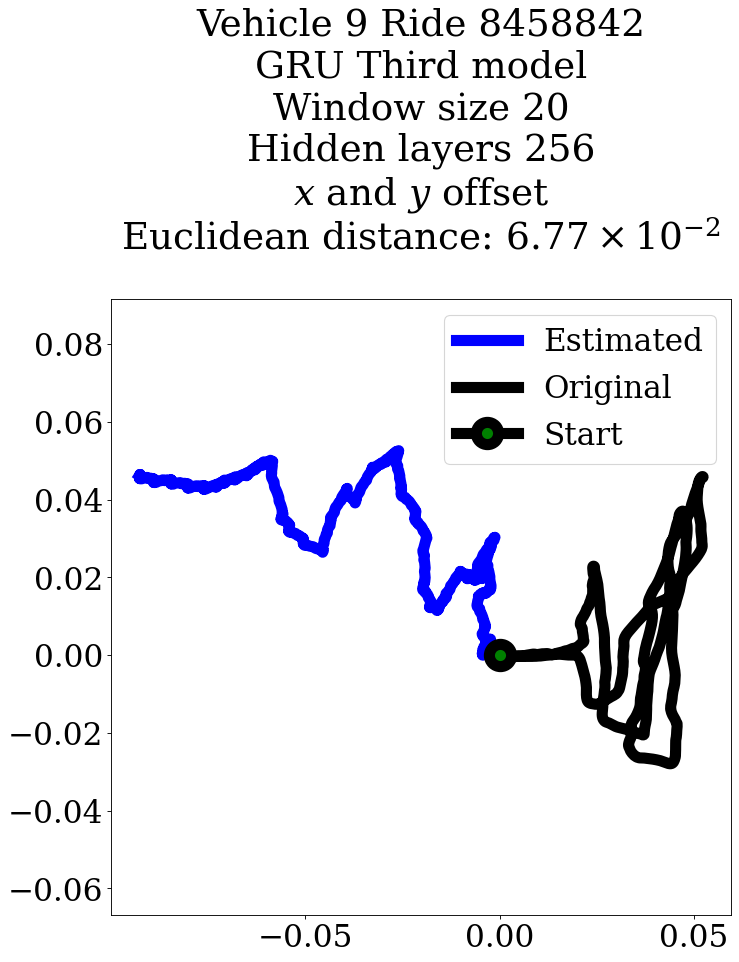 Vehicle 9 Ride 8458842
GRU Third model
Window size 20
Hidden layers 256
x and y offset
Euclidean distance: 6.77 × 10⁻²
Estimated
Original
Start
0.08
0.06
0.04
0.02
0.00
−0.02
−0.04
−0.06
−0.05 0.00 0.05